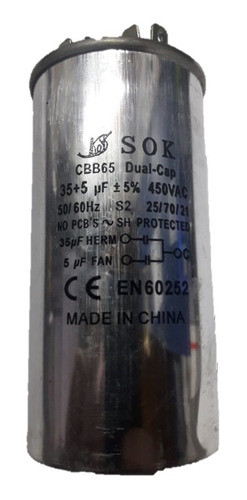 SOK
CBB65 Dual-Cap
35+5 µF ±5% 450VAC
50/60Hz S2 25/70/21
NO PCB'S ~ SH PROTECTED
35µF HERM
C
5 µF FAN
CE EN60252
MADE IN CHINA